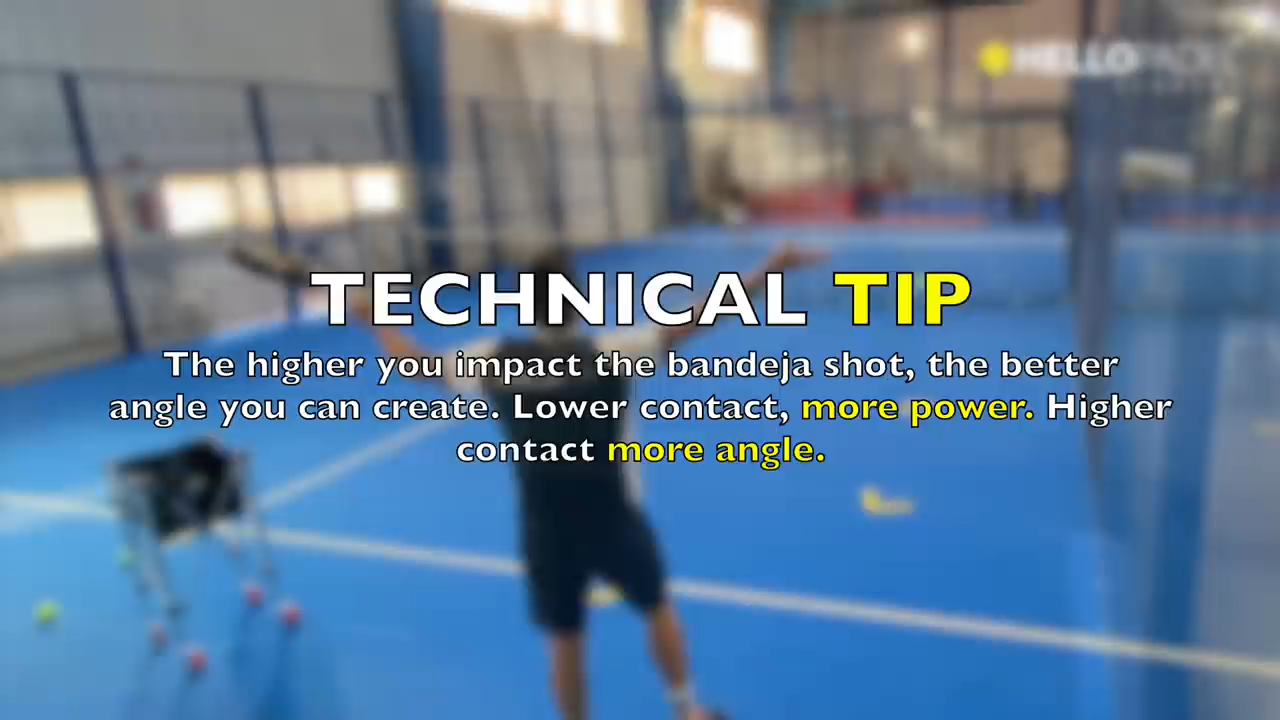 HELLOPADEL
TECHNICAL TIP
The higher you impact the bandeja shot, the better
angle you can create. Lower contact, more power. Higher
contact more angle.